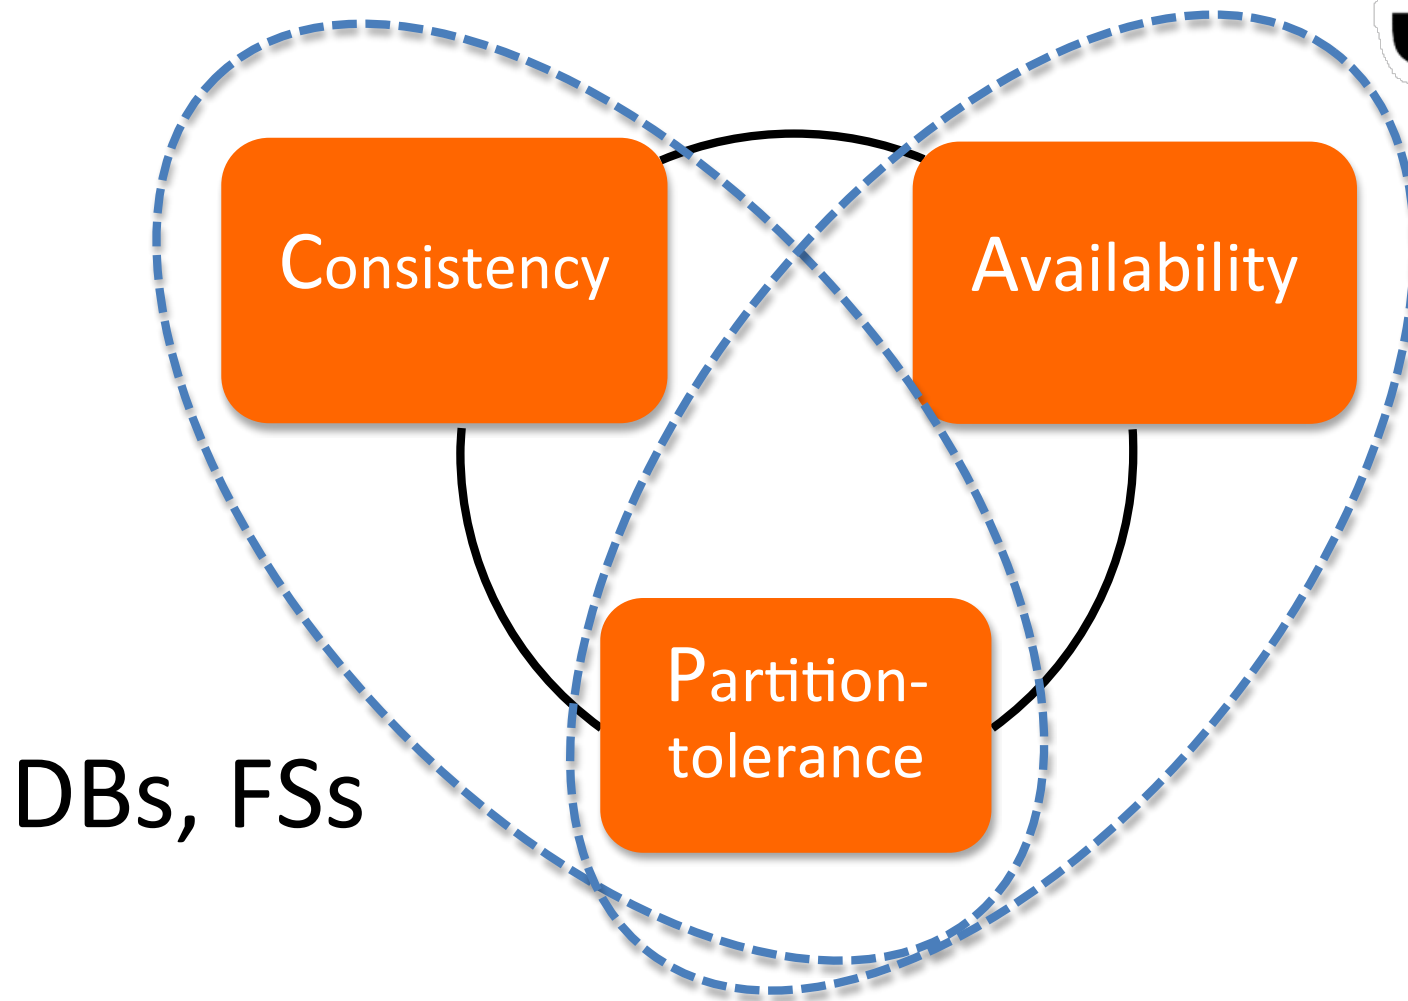 Consistency
Availability
Partition-
tolerance
DBs, FSs